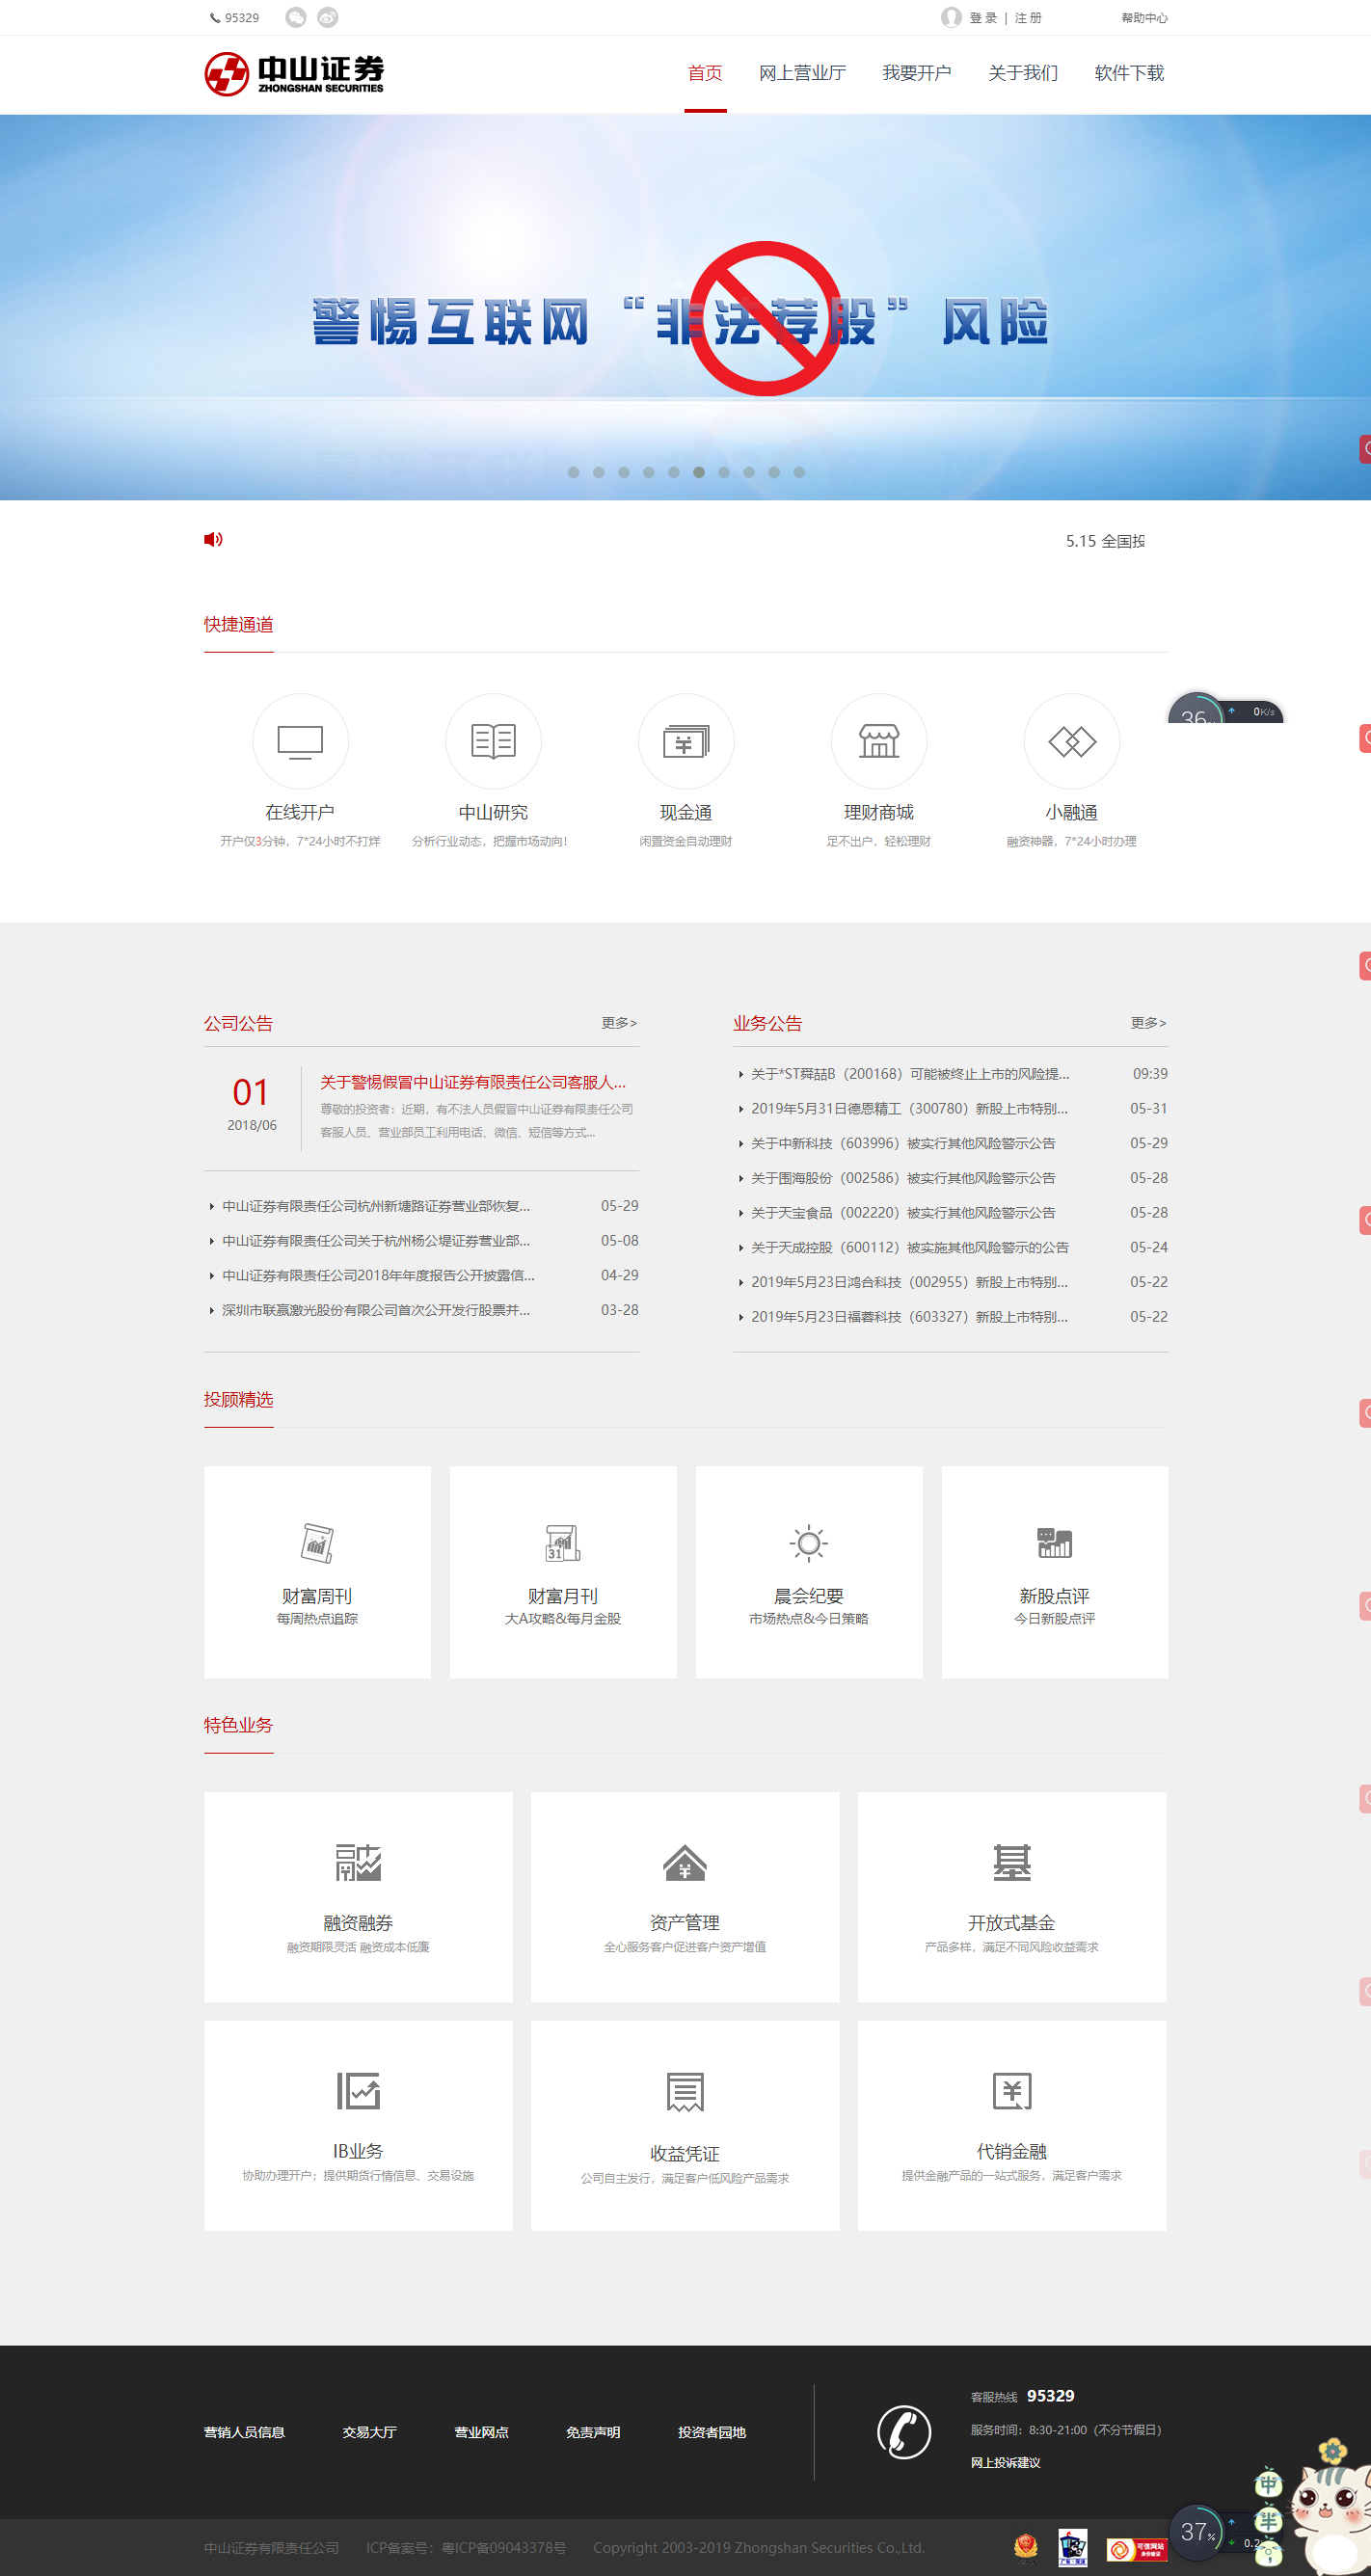 95329
登 录 | 注 册
帮助中心
中山证券
ZHONGSHAN SECURITIES
首页
网上营业厅
我要开户
关于我们
软件下载
警惕互联网“非法荐股”风险
5.15 全国投
快捷通道
36
0K/s
在线开户
中山研究
现金通
理财商城
小融通
开户仅3分钟，7*24小时不打烊
分析行业动态，把握市场动向！
闲置资金自动理财
足不出户，轻松理财
融资神器，7*24小时办理
公司公告
更多>
01
2018/06
关于警惕假冒中山证券有限责任公司客服人...
尊敬的投资者：近期，有不法人员假冒中山证券有限责任公司
客服人员、营业部员工利用电话、微信、短信等方式...
中山证券有限责任公司杭州新塘路证券营业部恢复... 05-29
中山证券有限责任公司关于杭州杨公堤证券营业部... 05-08
中山证券有限责任公司2018年年度报告公开披露信... 04-29
深圳市联赢激光股份有限公司首次公开发行股票并... 03-28
业务公告
更多>
关于*ST舜喆B（200168）可能被终止上市的风险提... 09:39
2019年5月31日德恩精工（300780）新股上市特别... 05-31
关于中新科技（603996）被实行其他风险警示公告 05-29
关于围海股份（002586）被实行其他风险警示公告 05-28
关于天宝食品（002220）被实行其他风险警示公告 05-28
关于天成控股（600112）被实施其他风险警示的公告 05-24
2019年5月23日鸿合科技（002955）新股上市特别... 05-22
2019年5月23日福蓉科技（603327）新股上市特别... 05-22
投顾精选
31
财富周刊
每周热点追踪
财富月刊
大A攻略&每月金股
晨会纪要
市场热点&今日策略
新股点评
今日新股点评
特色业务
融资融券
融资期限灵活 融资成本低廉
资产管理
全心服务客户促进客户资产增值
基
开放式基金
产品多样，满足不同风险收益需求
IB业务
协助办理开户；提供期货行情信息、交易设施
收益凭证
公司自主发行，满足客户低风险产品需求
代销金融
提供金融产品的一站式服务，满足客户需求
营销人员信息
交易大厅
营业网点
免责声明
投资者园地
客服热线 95329
服务时间：8:30-21:00（不分节假日）
网上投诉建议
中
半
37%
0.2
中山证券有限责任公司
ICP备案号：粤ICP备09043378号
Copyright 2003-2019 Zhongshan Securities Co.,Ltd.
可信网站
身份验证